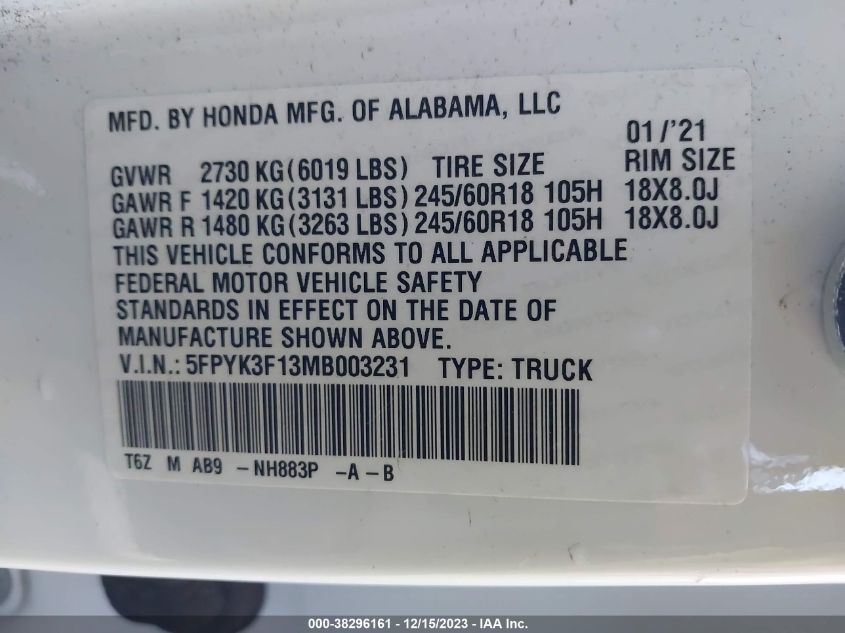 MFD. BY HONDA MFG. OF ALABAMA, LLC
01/'21
GVWR 2730 KG(6019 LBS) TIRE SIZE RIM SIZE
GAWR F 1420 KG(3131 LBS) 245/60R18 105H 18X8.0J
GAWR R 1480 KG(3263 LBS) 245/60R18 105H 18X8.0J
THIS VEHICLE CONFORMS TO ALL APPLICABLE
FEDERAL MOTOR VEHICLE SAFETY
STANDARDS IN EFFECT ON THE DATE OF
MANUFACTURE SHOWN ABOVE.
V.I.N.: 5FPYK3F13MB003231 TYPE: TRUCK
T6Z M AB9 -NH883P -A -B
000-38296161 - 12/15/2023 - IAA Inc.